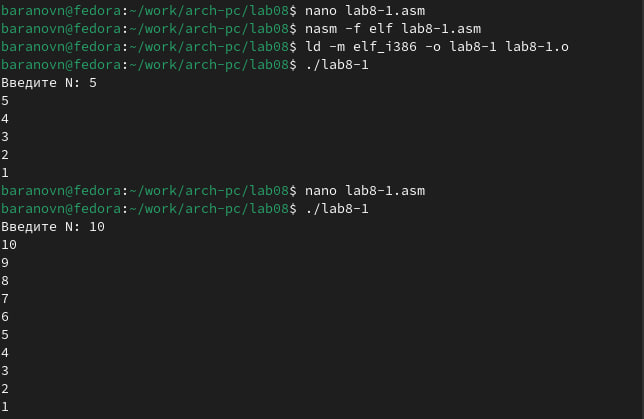 baranovn@fedora:~/work/arch-pc/lab08$ nano lab8-1.asm
baranovn@fedora:~/work/arch-pc/lab08$ nasm -f elf lab8-1.asm
baranovn@fedora:~/work/arch-pc/lab08$ ld -m elf_i386 -o lab8-1 lab8-1.o
baranovn@fedora:~/work/arch-pc/lab08$ ./lab8-1
Введите N: 5
5
4
3
2
1
baranovn@fedora:~/work/arch-pc/lab08$ nano lab8-1.asm
baranovn@fedora:~/work/arch-pc/lab08$ ./lab8-1
Введите N: 10
10
9
8
7
6
5
4
3
2
1